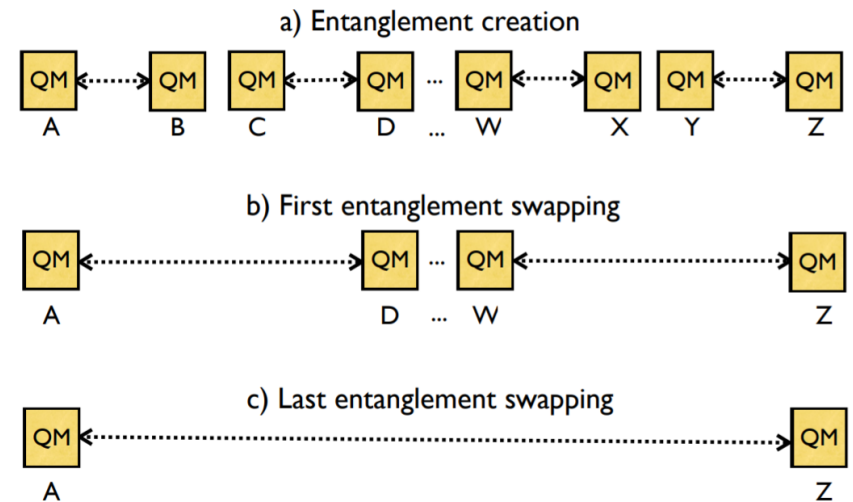 a) Entanglement creation
QM QM QM QM ... QM QM QM QM
A B C D ... W X Y Z
b) First entanglement swapping
QM QM ... QM QM
A D ... W Z
c) Last entanglement swapping
QM QM
A Z